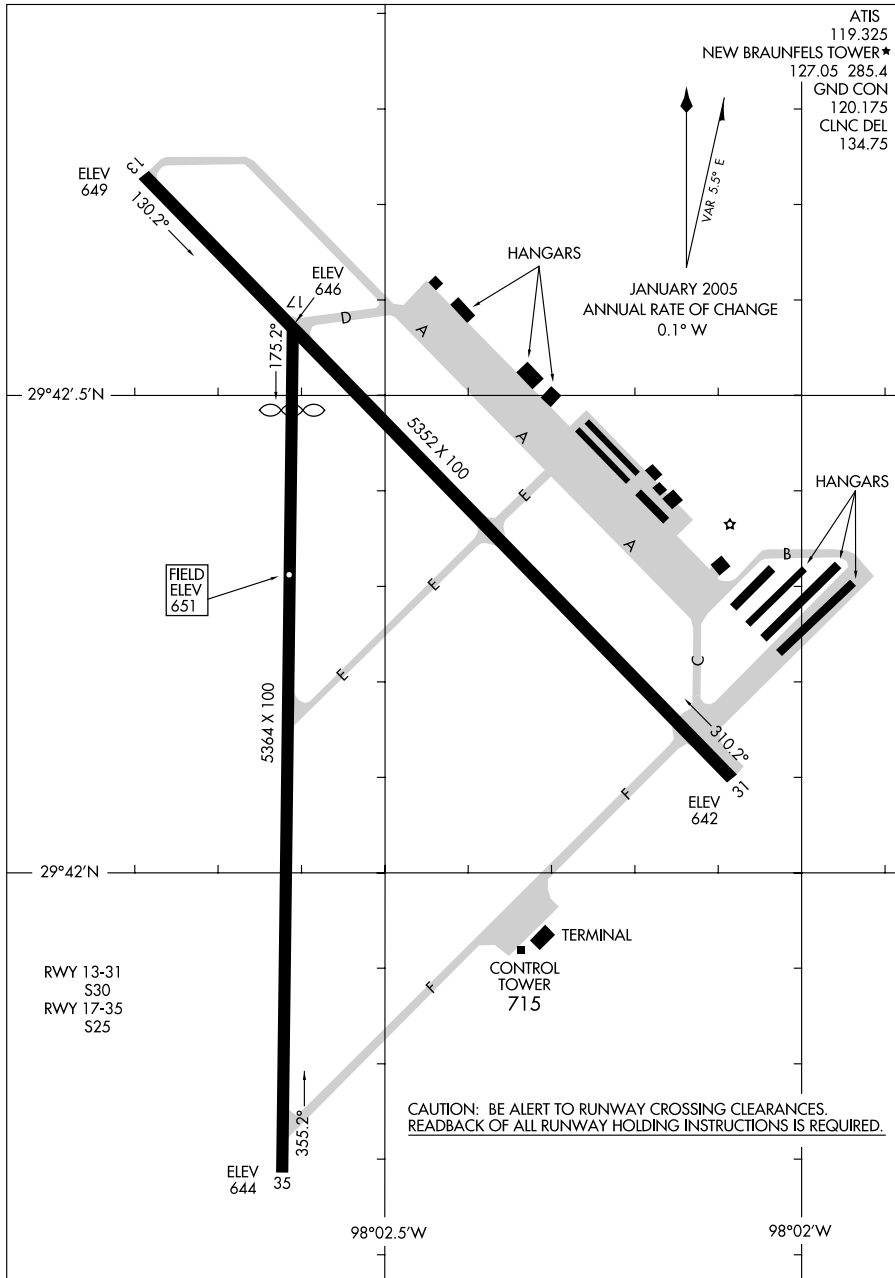 ATIS
119.325
NEW BRAUNFELS TOWER★
127.05 285.4
GND CON
120.175
CLNC DEL
134.75
VAR 5.5° E
JANUARY 2005
ANNUAL RATE OF CHANGE
0.1° W
13
ELEV
649
130.2°
ELEV
646
17
175.2°
D
A
HANGARS
29°42'.5N
5352 X 100
A
E
HANGARS
A
B
FIELD
ELEV
651
E
E
C
5364 X 100
310.2°
31
ELEV
642
F
29°42'N
TERMINAL
CONTROL
TOWER
715
RWY 13-31
S30
RWY 17-35
S25
F
355.2°
CAUTION: BE ALERT TO RUNWAY CROSSING CLEARANCES.
READBACK OF ALL RUNWAY HOLDING INSTRUCTIONS IS REQUIRED.
ELEV
644
35
98°02.5'W
98°02'W